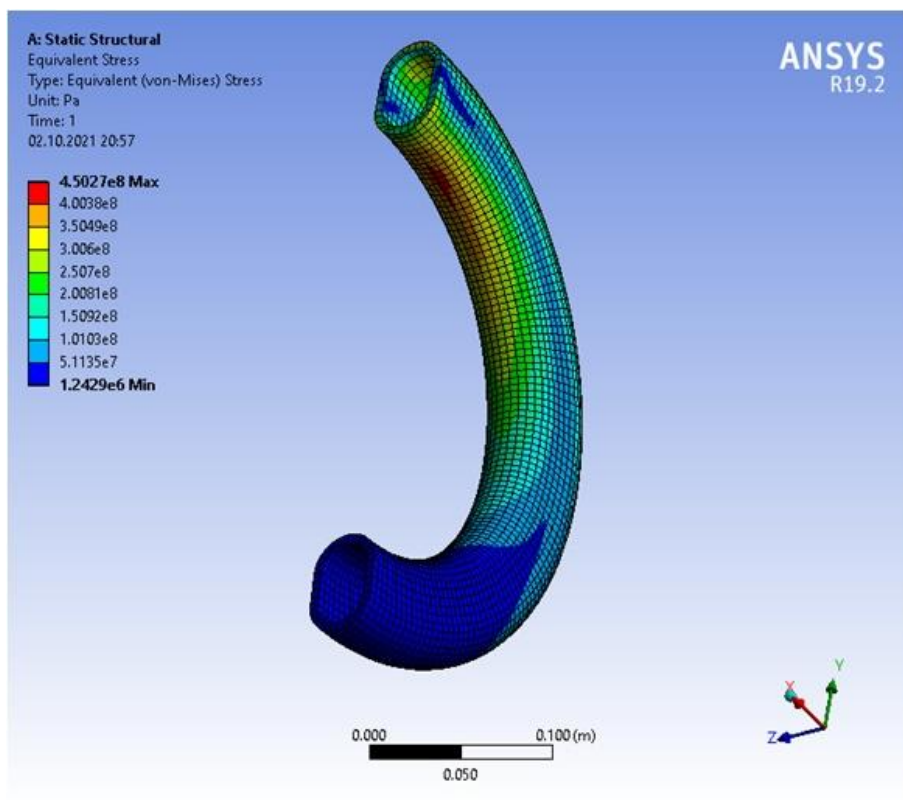 A: Static Structural
Equivalent Stress
Type: Equivalent (von-Mises) Stress
Unit: Pa
Time: 1
02.10.2021 20:57
ANSYS
R19.2
4.5027e8 Max
4.0038e8
3.5049e8
3.006e8
2.507e8
2.0081e8
1.5092e8
1.0103e8
5.1135e7
1.2429e6 Min
0.000
0.100 (m)
0.050
Y
X
Z